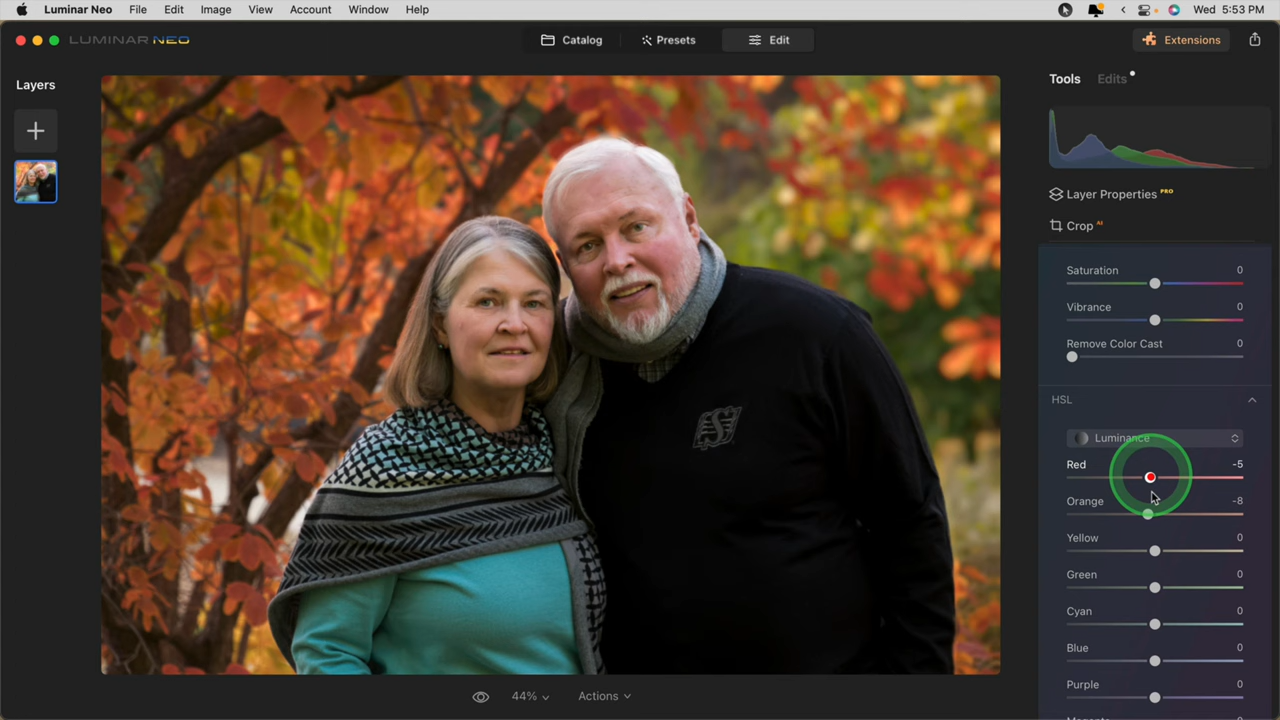 Luminar Neo File Edit Image View Account Window Help Wed 5:53 PM
LUMINAR NEO Catalog Presets Edit Extensions
Layers
Tools Edits
Layer Properties PRO
Crop AI
Saturation 0
Vibrance 0
Remove Color Cast 0
HSL
Luminance
Red -5
Orange -8
Yellow 0
Green 0
Cyan 0
Blue 0
Purple 0
44% Actions